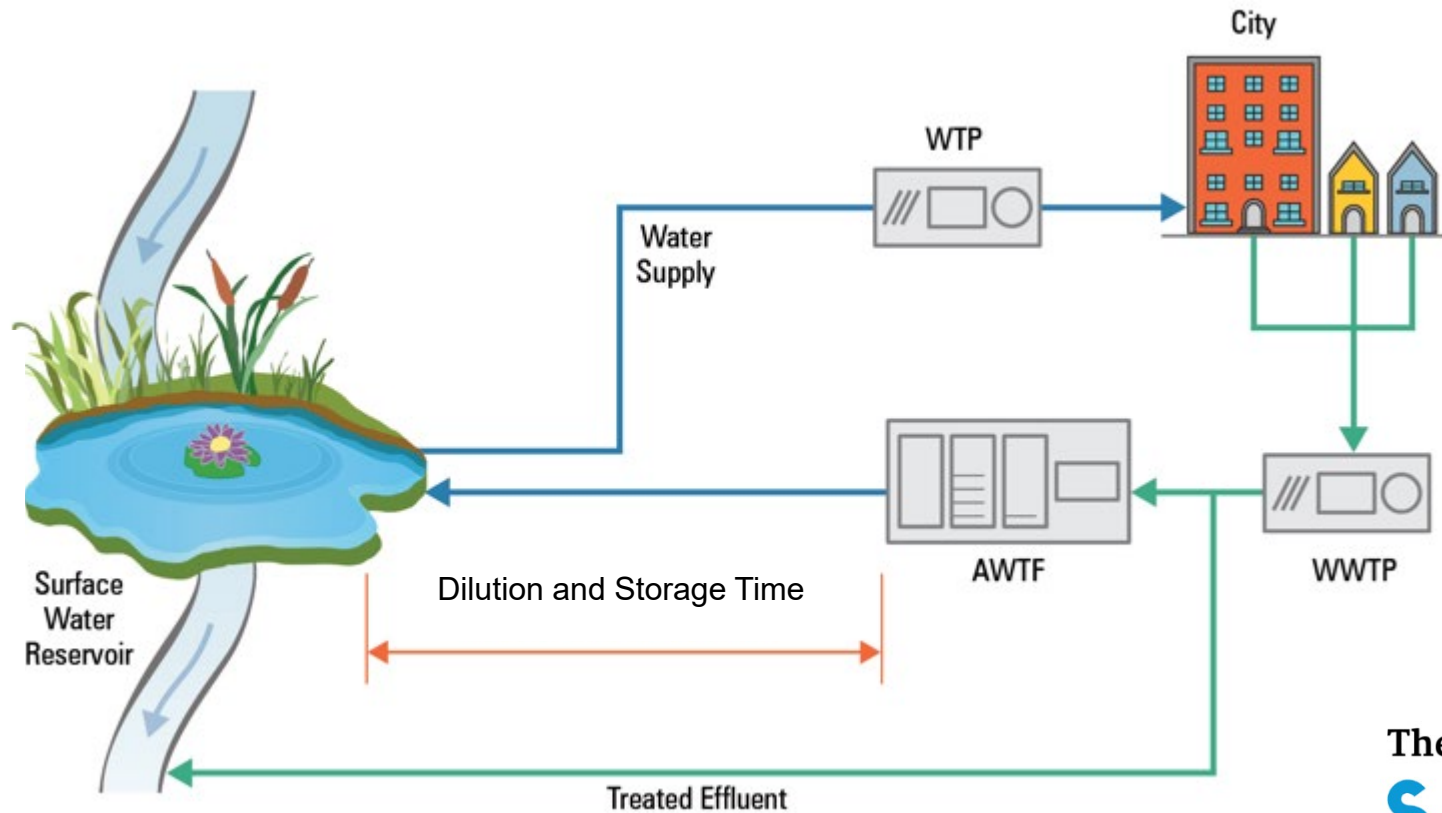 City
WTP
Water
Supply
AWTF
WWTP
Surface
Water
Reservoir
Dilution and Storage Time
Treated Effluent
The
S